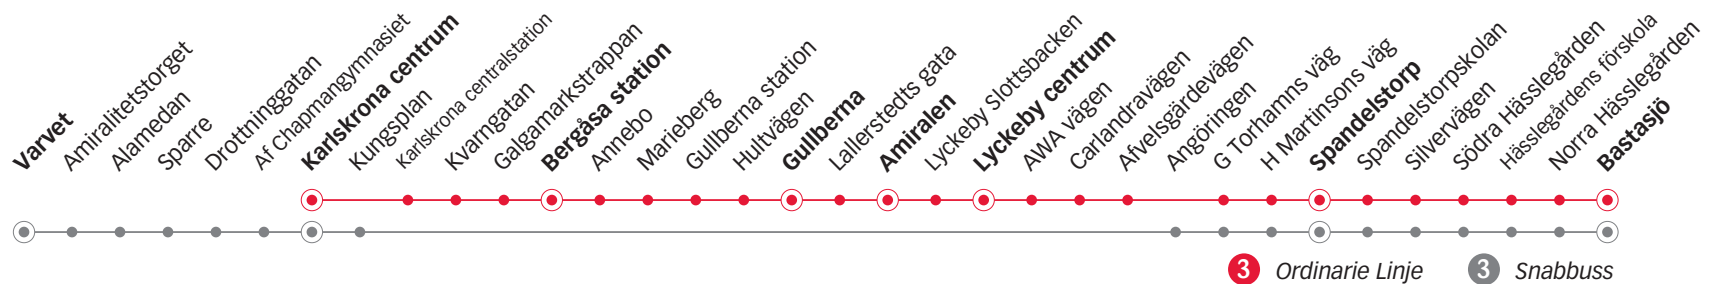 Varvet
Amiralitetstorget
Alamedan
Sparre
Drottninggatan
Af Chapmangymnasiet
Karlskrona centrum
Kungsplan
Karlskrona centralstation
Kvarngatan
Galgamarkstrappan
Bergåsa station
Annebo
Marieberg
Gullberna station
Hultvägen
Gullberna
Lallerstedts gata
Amiralen
Lyckeby Slottsbacken
Lyckeby centrum
AWA vägen
Carlandravägen
Afvelsgärdevägen
Angöringen
G Torhamns väg
H Martinsons väg
Spandelstorp
Spandelstorpskolan
Silvervägen
Södra Hässlegården
Hässlegårdens förskola
Norra Hässlegården
Bastasjö
3 Ordinarie Linje
3 Snabbuss